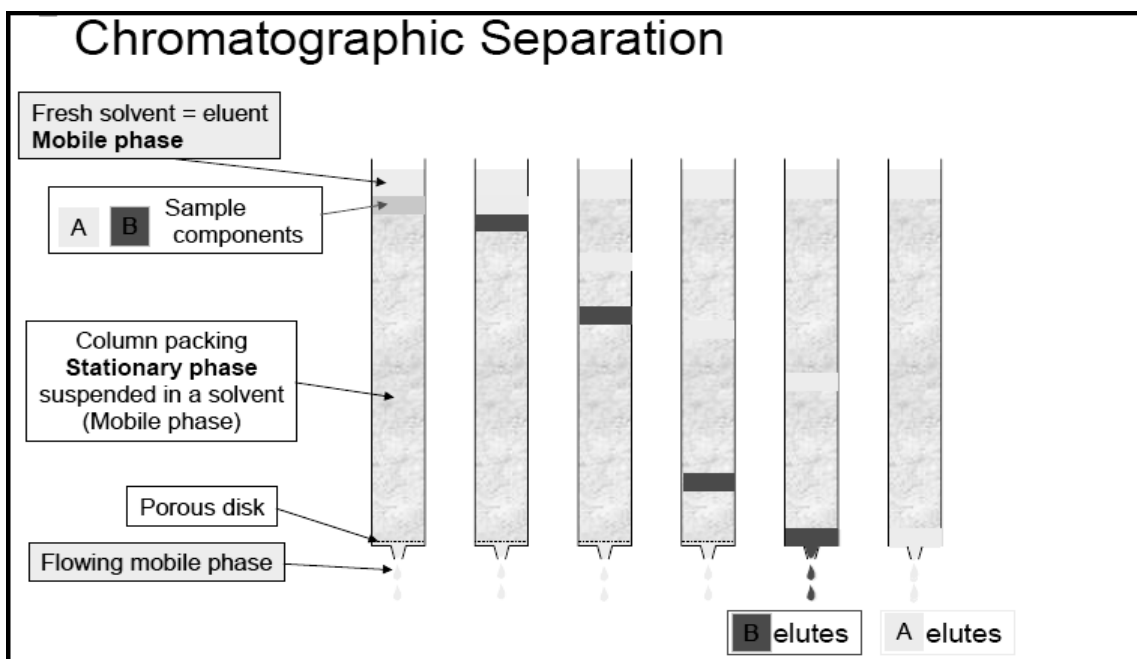 Chromatographic Separation
Fresh solvent = eluent
Mobile phase
A B Sample
components
Column packing
Stationary phase
suspended in a solvent
(Mobile phase)
Porous disk
Flowing mobile phase
B elutes
A elutes